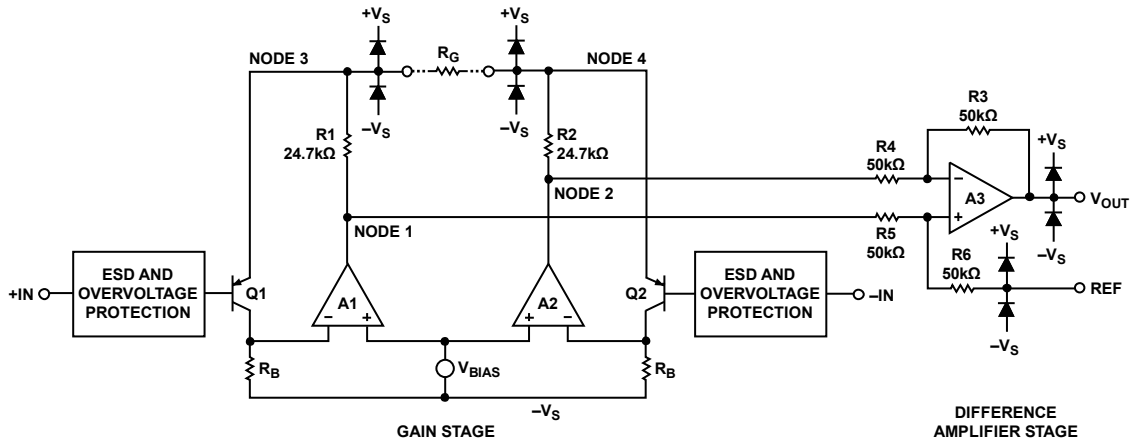 +VS
+VS
NODE 3
RG
NODE 4
–VS
–VS
R1
24.7kΩ
R2
24.7kΩ
R3
50kΩ
R4
50kΩ
+VS
NODE 2
–
A3
+
VOUT
NODE 1
R5
50kΩ
+VS
–VS
R6
50kΩ
REF
–VS
+IN
ESD AND
OVERVOLTAGE
PROTECTION
Q1
A1
– +
A2
+ –
Q2
ESD AND
OVERVOLTAGE
PROTECTION
–IN
RB
VBIAS
RB
–VS
GAIN STAGE
DIFFERENCE
AMPLIFIER STAGE